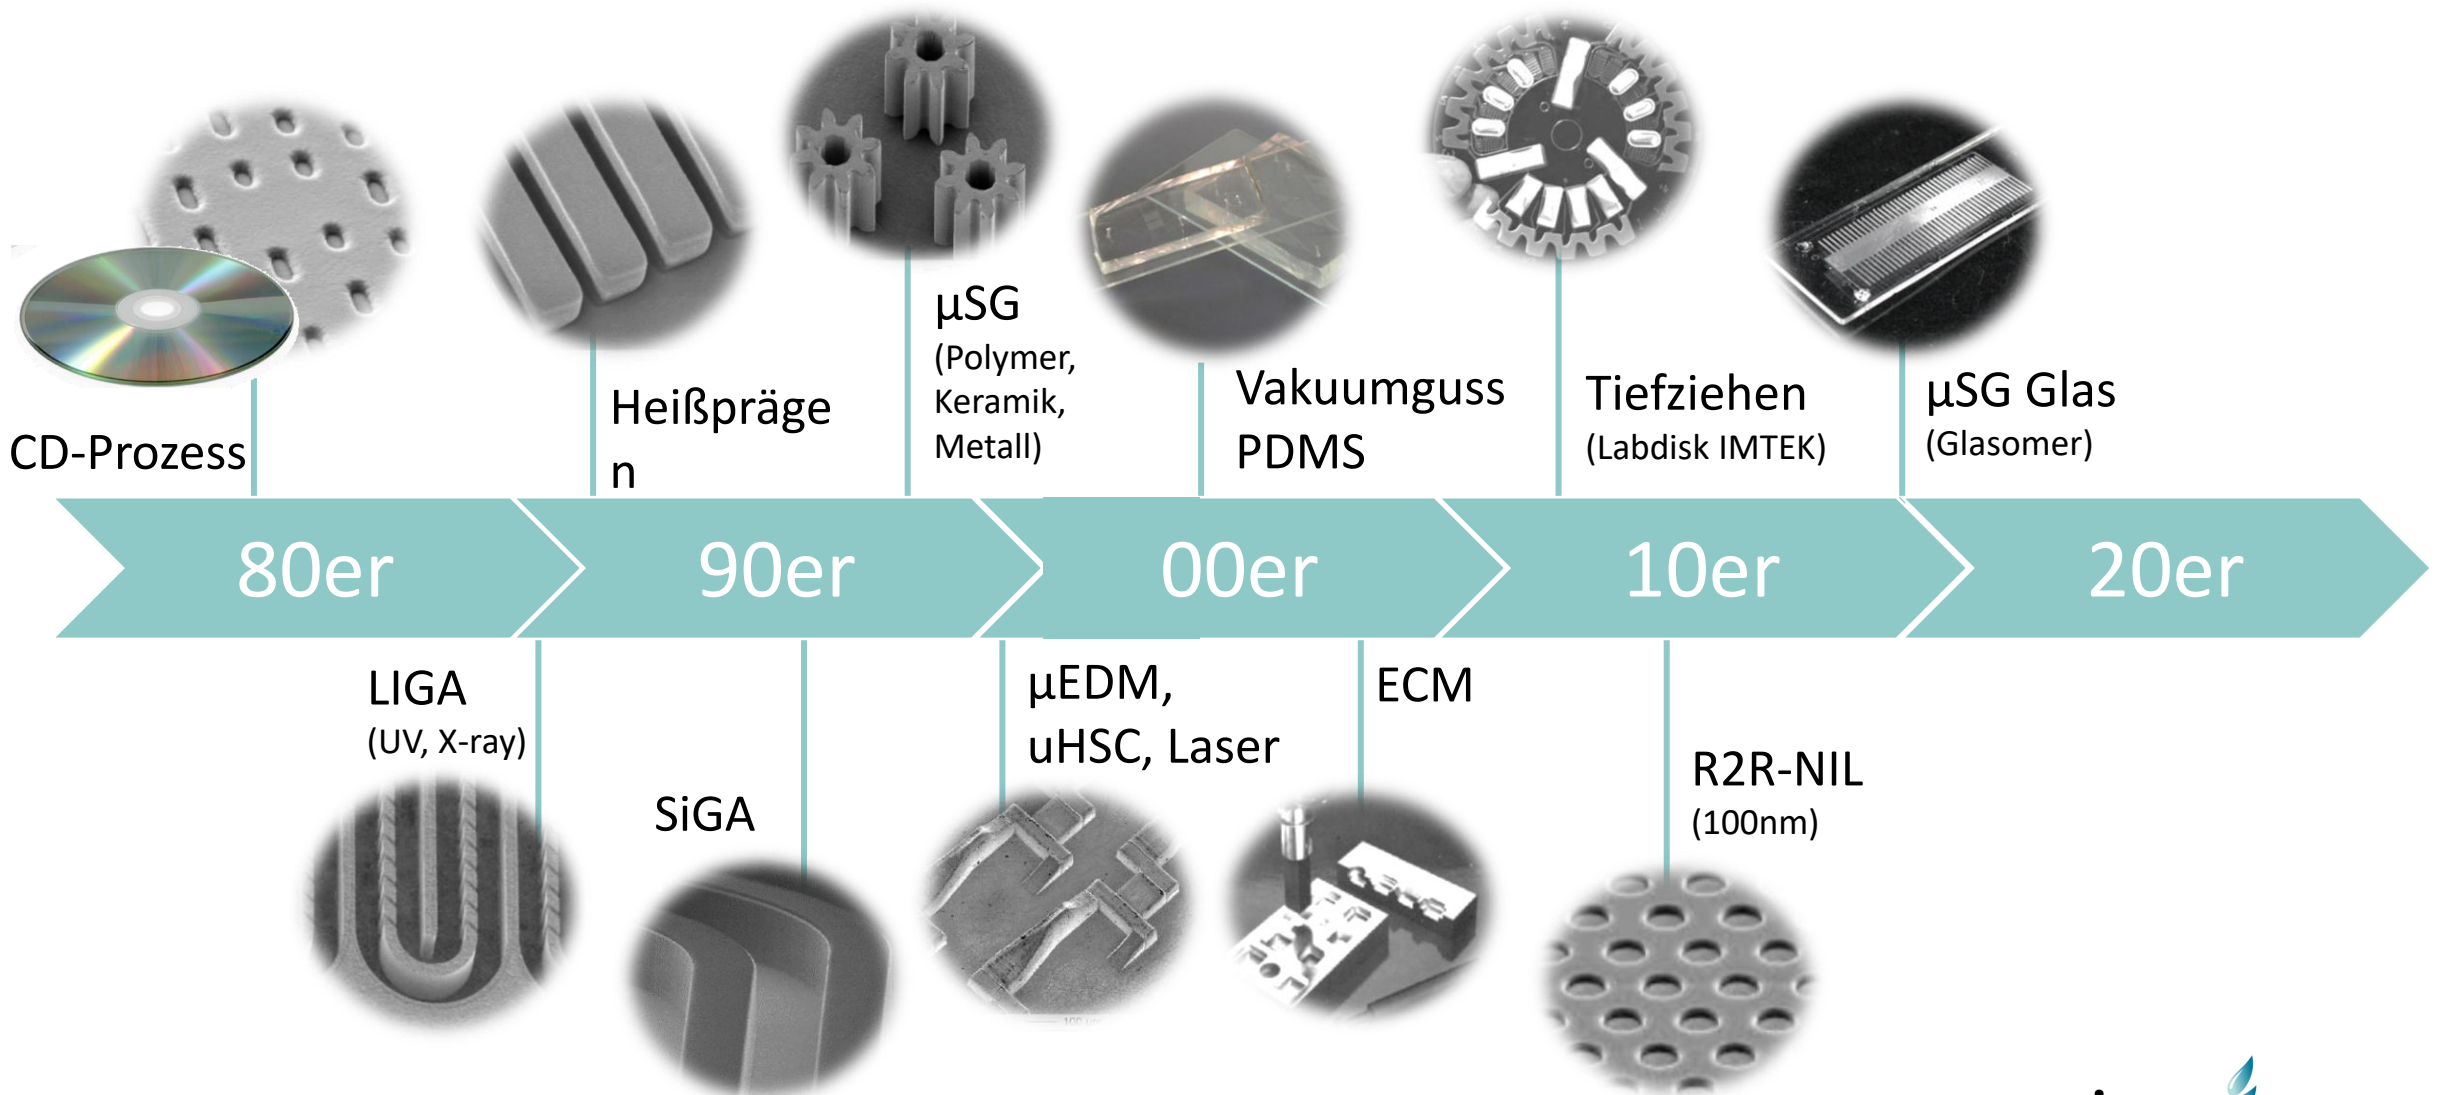 µSG
(Polymer,
Keramik,
Metall)
Heißpräge
n
CD-Prozess
Vakuumguss
PDMS
Tiefziehen
(Labdisk IMTEK)
µSG Glas
(Glasomer)
80er
90er
00er
10er
20er
LIGA
(UV, X-ray)
SiGA
µEDM,
uHSC, Laser
ECM
R2R-NIL
(100nm)